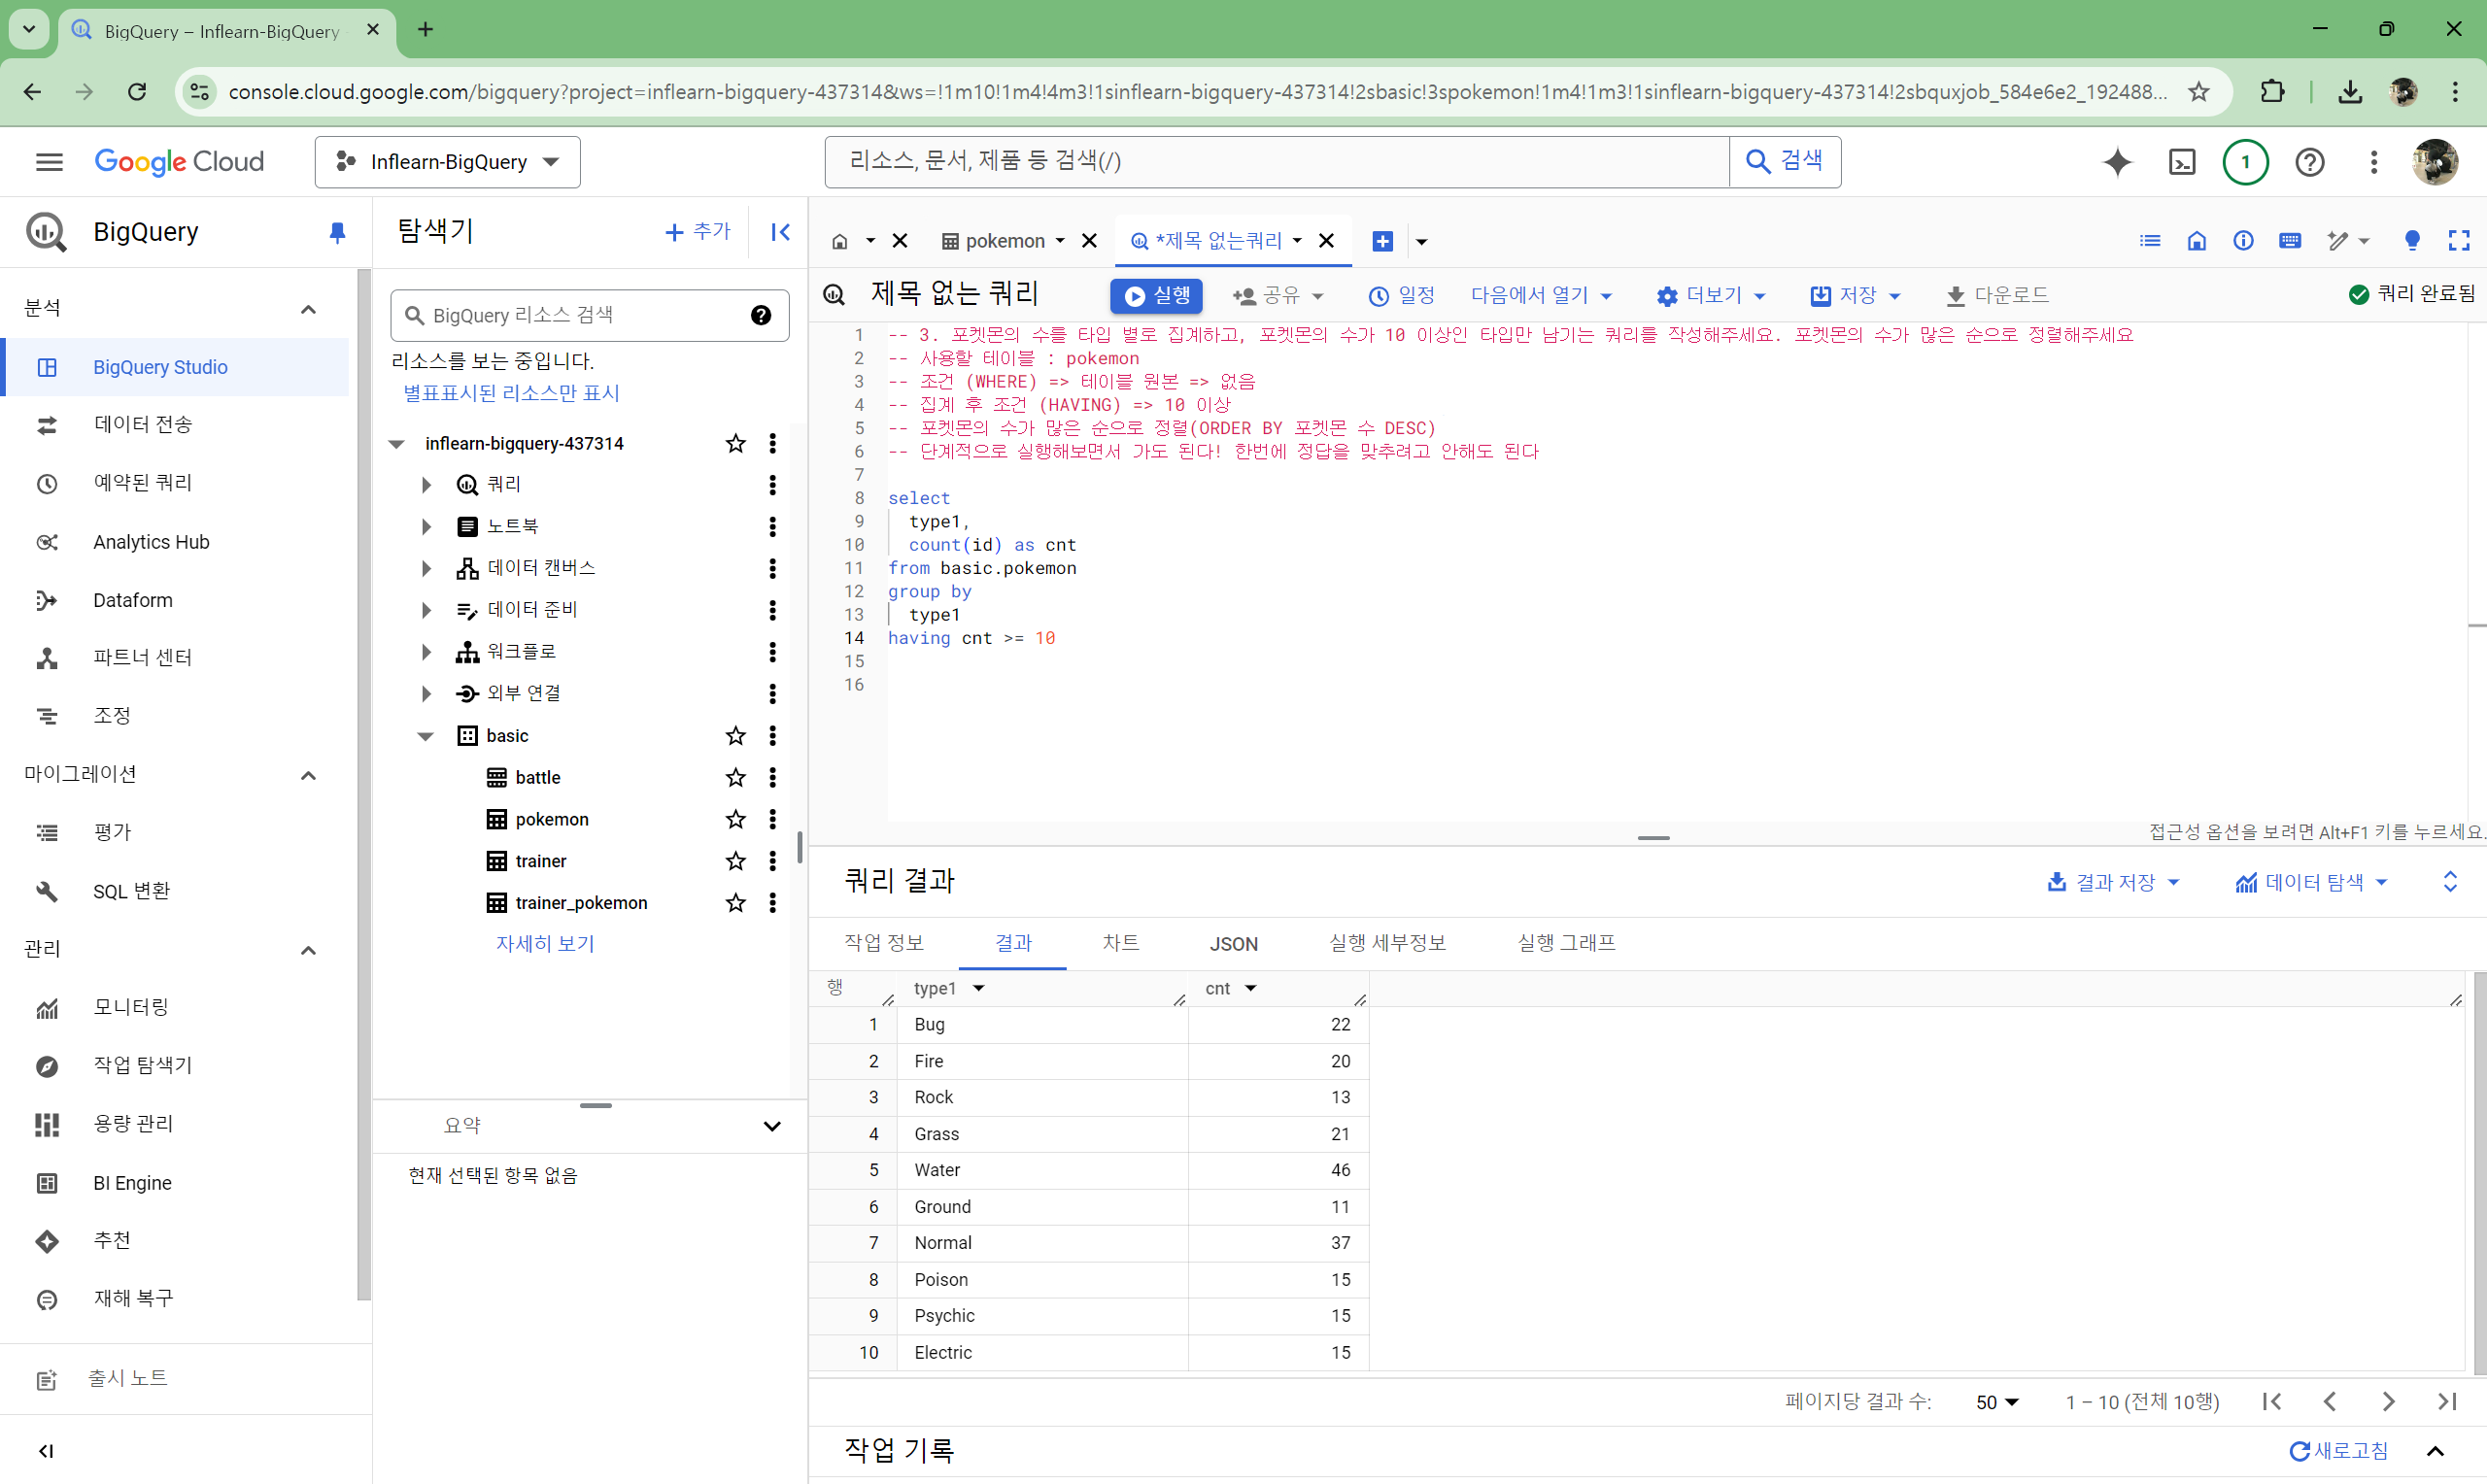 BigQuery – Inflearn-BigQuery
console.cloud.google.com/bigquery?project=inflearn-bigquery-437314&ws=!1m10!1m4!4m3!1sinflearn-bigquery-437314!2sbasic!3spokemon!1m4!1m3!1sinflearn-bigquery-437314!2sbquxjob_584e6e2_192488...
Google Cloud
Inflearn-BigQuery
리소스, 문서, 제품 등 검색(/)
검색
1
BigQuery
분석
BigQuery Studio
데이터 전송
예약된 쿼리
Analytics Hub
Dataform
파트너 센터
조정
마이그레이션
평가
SQL 변환
관리
모니터링
작업 탐색기
용량 관리
BI Engine
추천
재해 복구
출시 노트
탐색기
추가
BigQuery 리소스 검색
리소스를 보는 중입니다.
별표표시된 리소스만 표시
inflearn-bigquery-437314
쿼리
노트북
데이터 캔버스
데이터 준비
워크플로
외부 연결
basic
battle
pokemon
trainer
trainer_pokemon
자세히 보기
요약
현재 선택된 항목 없음
pokemon
*제목 없는쿼리
제목 없는 쿼리
실행
공유
일정
다음에서 열기
더보기
저장
다운로드
쿼리 완료됨
1 -- 3. 포켓몬의 수를 타입 별로 집계하고, 포켓몬의 수가 10 이상인 타입만 남기는 쿼리를 작성해주세요. 포켓몬의 수가 많은 순으로 정렬해주세요
2 -- 사용할 테이블 : pokemon
3 -- 조건 (WHERE) => 테이블 원본 => 없음
4 -- 집계 후 조건 (HAVING) => 10 이상
5 -- 포켓몬의 수가 많은 순으로 정렬(ORDER BY 포켓몬 수 DESC)
6 -- 단계적으로 실행해보면서 가도 된다! 한번에 정답을 맞추려고 안해도 된다
7
8 select
9 type1,
10 count(id) as cnt
11 from basic.pokemon
12 group by
13 type1
14 having cnt >= 10
15
16
접근성 옵션을 보려면 Alt+F1 키를 누르세요.
쿼리 결과
결과 저장
데이터 탐색
작업 정보
결과
차트
JSON
실행 세부정보
실행 그래프
행 type1 cnt
1 Bug 22
2 Fire 20
3 Rock 13
4 Grass 21
5 Water 46
6 Ground 11
7 Normal 37
8 Poison 15
9 Psychic 15
10 Electric 15
페이지당 결과 수: 50 1 – 10 (전체 10행)
작업 기록
새로고침